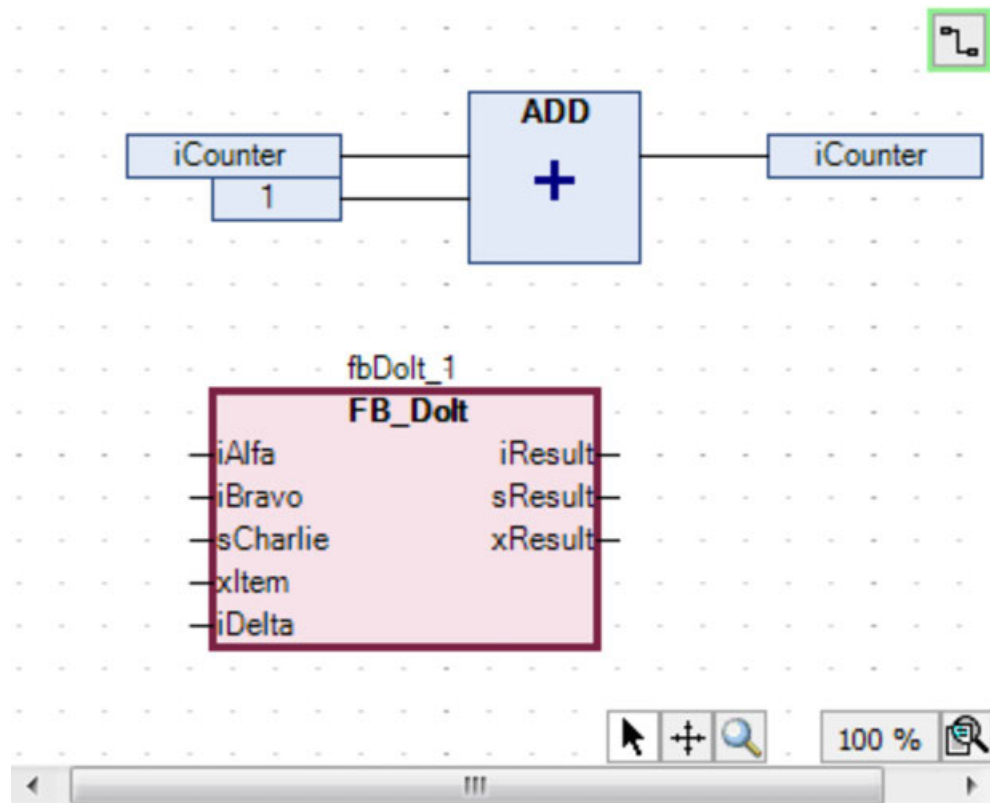 ADD
iCounter
iCounter
1
fbDoIt_1
FB_DoIt
iAlfa
iResult
iBravo
sResult
sCharlie
xResult
xItem
iDelta
100 %